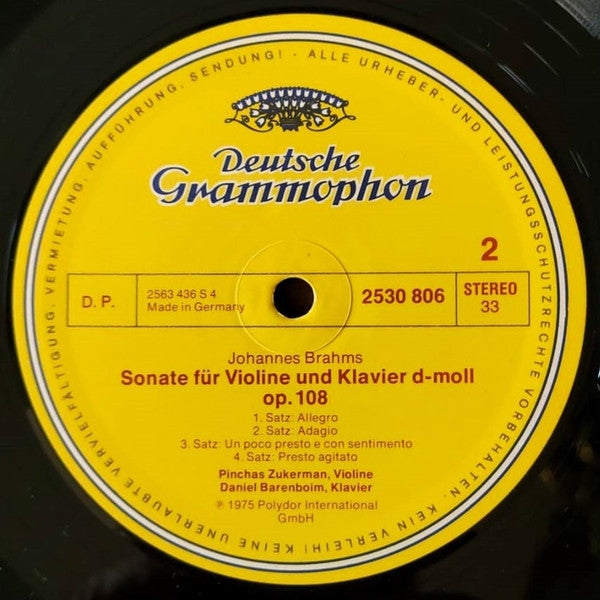 ALLE URHEBER- UND LEISTUNGSSCHUTZRECHTE VORBEHALTEN. KEIN VERLEIH! KEINE UNERLAUBTE VERVIELFÄLTIGUNG, VERMIETUNG, AUFFÜHRUNG, SENDUNG! -
Deutsche
Grammophon
2
D. P.
2563 436 S 4
Made in Germany
2530 806
STEREO
33
Johannes Brahms
Sonate für Violine und Klavier d-moll
op. 108
1. Satz: Allegro
2. Satz: Adagio
3. Satz: Un poco presto e con sentimento
4. Satz: Presto agitato
Pinchas Zukerman, Violine
Daniel Barenboim, Klavier
℗ 1975 Polydor International
GmbH